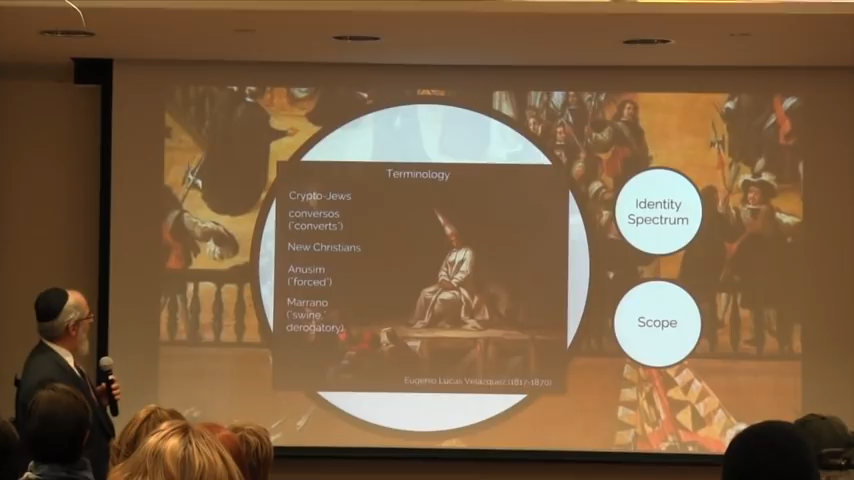 Terminology
Crypto-Jews
conversos
("converts")
New Christians
Anusim
("forced")
Marrano
("swine,"
derogatory)
Eugenio Lucas Velázquez (1817-1870)
Identity
Spectrum
Scope